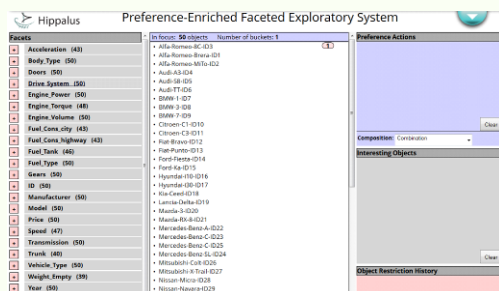 Hippalus
Preference-Enriched Faceted Exploratory System
Facets
Acceleration (43)
Body_Type (50)
Doors (50)
Drive_System (50)
Engine_Power (50)
Engine_Torque (48)
Engine_Volume (50)
Fuel_Cons_city (43)
Fuel_Cons_highway (43)
Fuel_Tank (46)
Fuel_Type (50)
Gears (50)
ID (50)
Manufacturer (50)
Model (50)
Price (50)
Speed (47)
Transmission (50)
Trunk (40)
Vehicle_Type (50)
Weight_Empty (39)
Year (50)
In focus: 50 objects Number of buckets: 1
1
Alfa-Romeo-8C-ID3
Alfa-Romeo-Brera-ID1
Alfa-Romeo-MiTo-ID2
Audi-A3-ID4
Audi-S8-ID5
Audi-TT-ID6
BMW-1-ID7
BMW-3-ID8
BMW-7-ID9
Citroen-C1-ID10
Citroen-C3-ID11
Fiat-Bravo-ID12
Fiat-Punto-ID13
Ford-Fiesta-ID14
Ford-Ka-ID15
Hyundai-i10-ID16
Hyundai-i30-ID17
Kia-Ceed-ID18
Lancia-Delta-ID19
Mazda-3-ID20
Mazda-RX-8-ID21
Mercedes-Benz-A-ID22
Mercedes-Benz-C-ID23
Mercedes-Benz-C-ID25
Mercedes-Benz-SL-ID24
Mitsubishi-Colt-ID26
Mitsubishi-X-Trail-ID27
Nissan-Micra-ID28
Nissan-Navara-ID29
Preference Actions
Clear
Composition: Combination
Interesting Objects
Clear
Object Restriction History